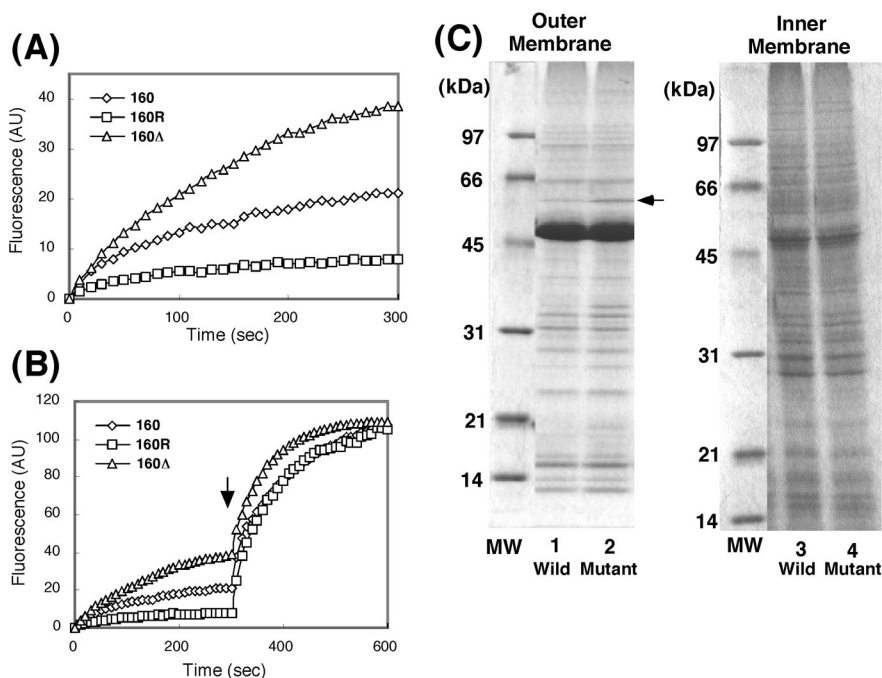 (A)
Fluorescence (AU)
40
30
20
10
0
160
160R
160Δ
0 100 200 300
Time (sec)
(B)
Fluorescence (AU)
120
100
80
60
40
20
0
160
160R
160Δ
0 200 400 600
Time (sec)
(C)
Outer
Membrane
(kDa)
97
66
45
31
21
14
MW 1 2
Wild Mutant
Inner
Membrane
(kDa)
97
66
45
31
21
14
MW 3 4
Wild Mutant